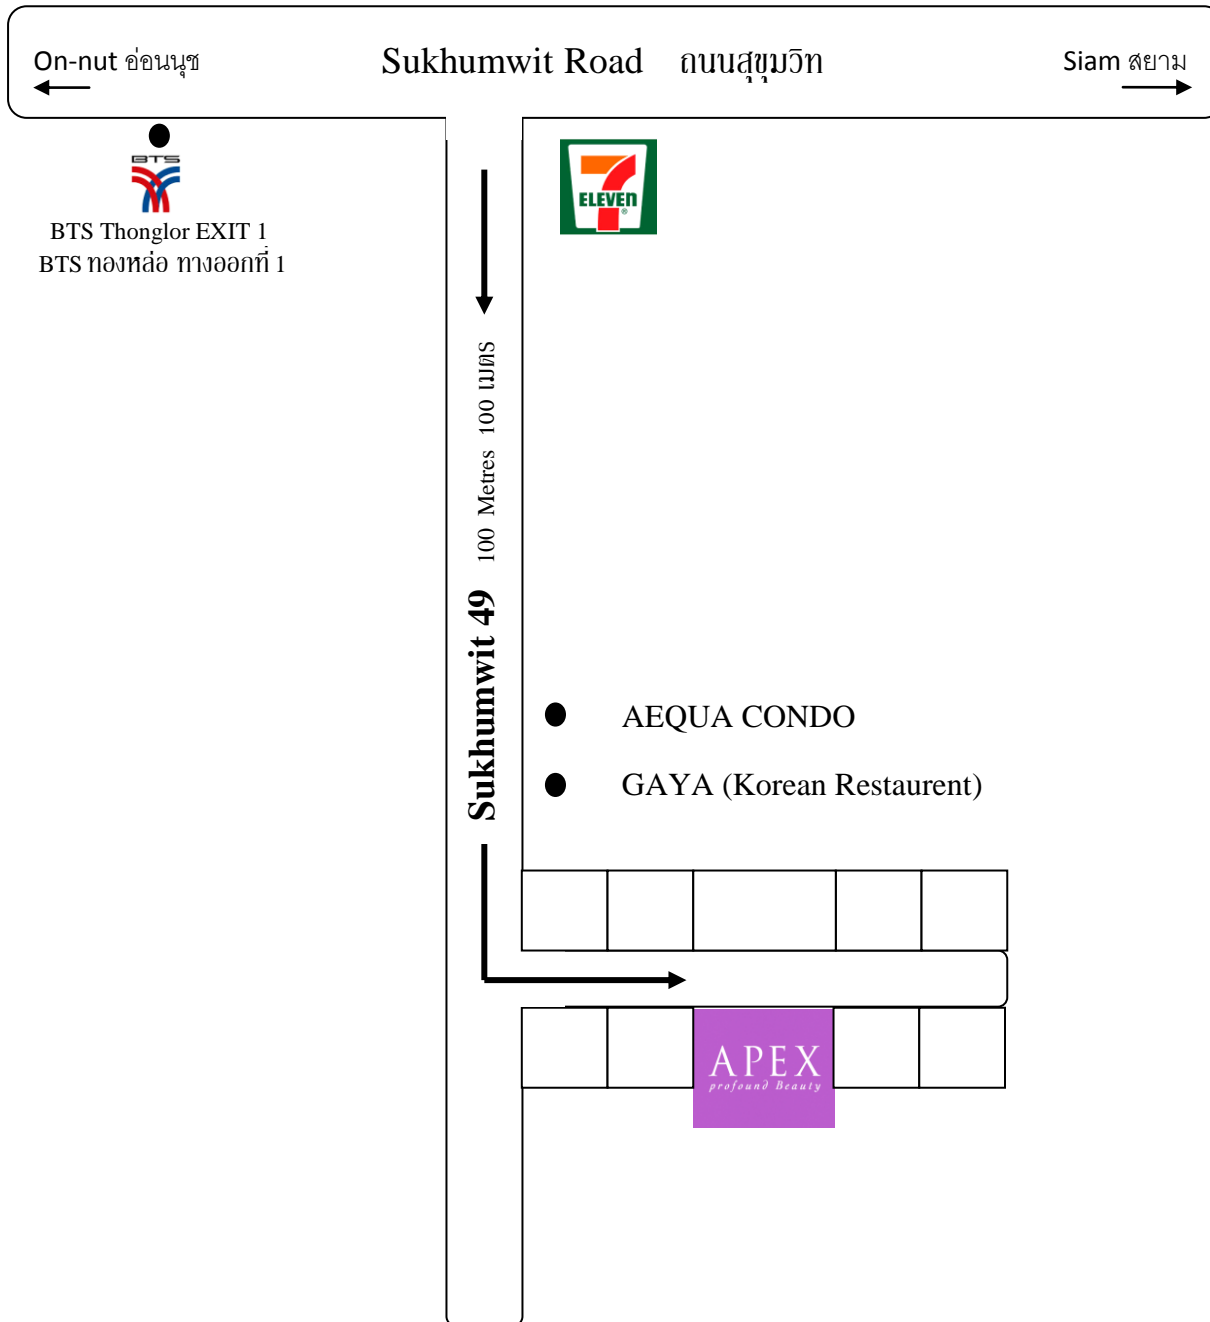 On-nut อ่อนนุช
Sukhumwit Road ถนนสุขุมวิท
Siam สยาม
BTS
BTS Thonglor EXIT 1
BTS ทองหล่อ ทางออกที่ 1
7
ELEVEn
®
Sukhumwit 49 100 Metres 100 เมตร
AEQUA CONDO
GAYA (Korean Restaurent)
APEX
profound Beauty